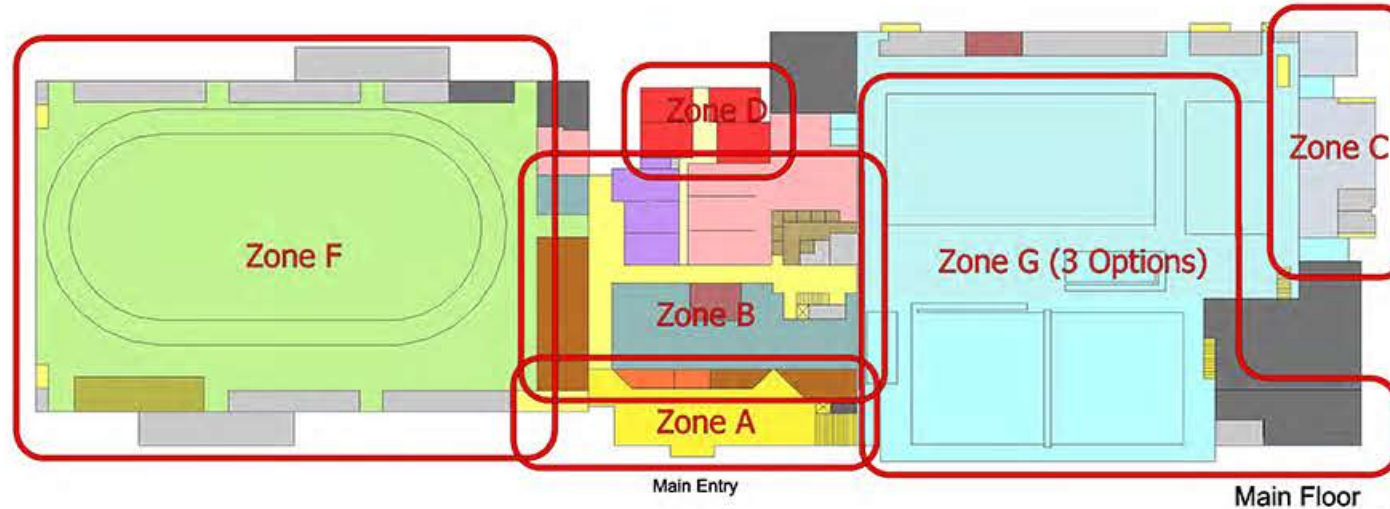 Zone D
Zone C
Zone F
Zone G (3 Options)
Zone B
Zone A
Main Entry
Main Floor